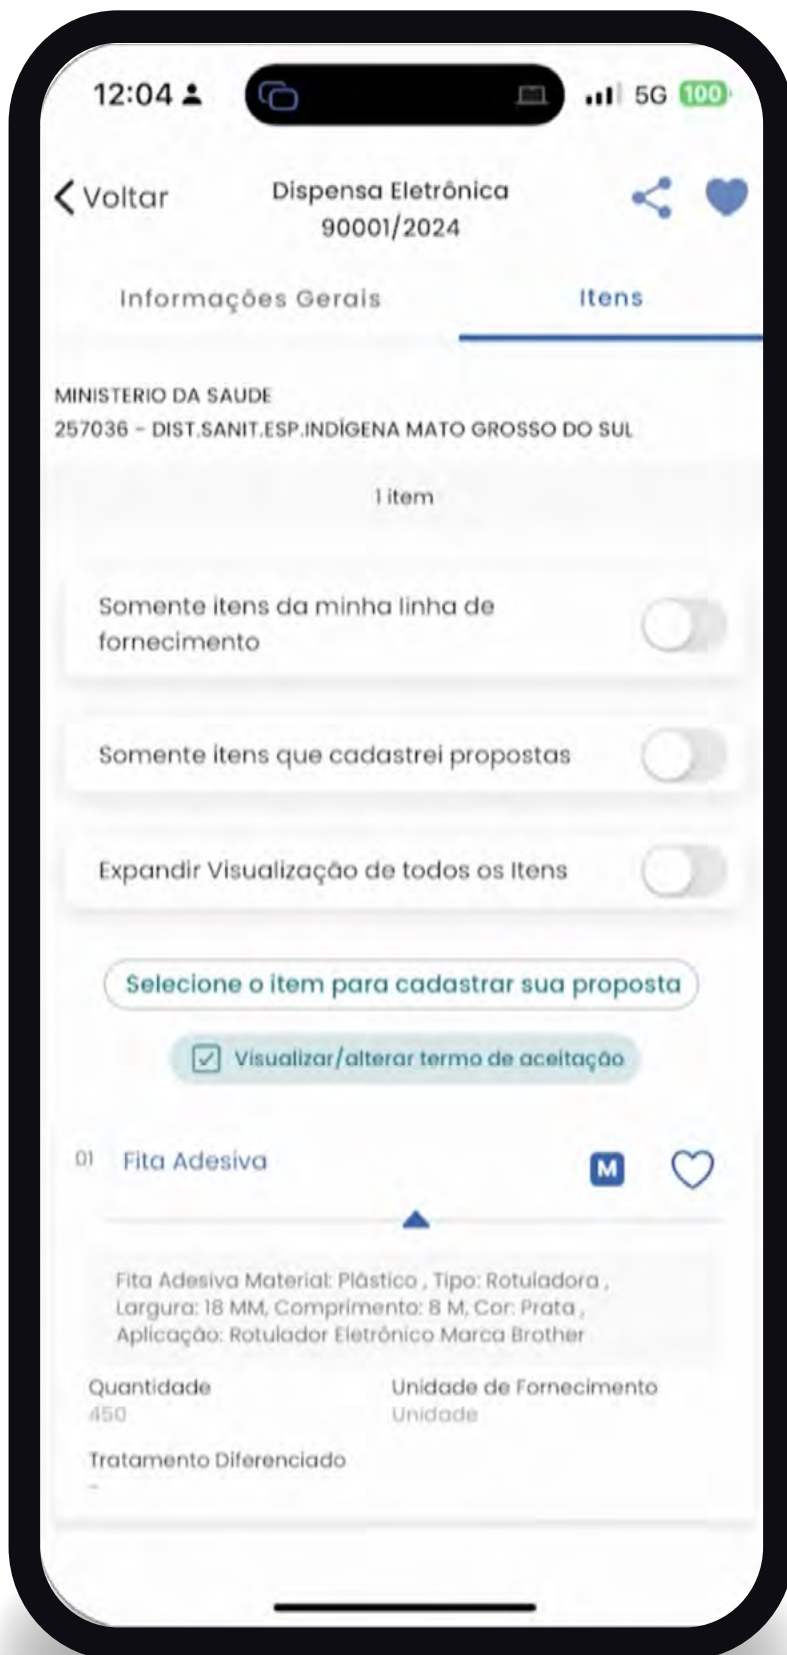 12:04
5G 100
Voltar
Dispensa Eletrônica
90001/2024
Informações Gerais
Itens
MINISTERIO DA SAUDE
257036 - DIST.SANIT.ESP.INDÍGENA MATO GROSSO DO SUL
1 item
Somente itens da minha linha de
fornecimento
Somente itens que cadastrei propostas
Expandir Visualização de todos os Itens
Selecione o item para cadastrar sua proposta
Visualizar/alterar termo de aceitação
01 Fita Adesiva M
Fita Adesiva Material: Plástico , Tipo: Rotuladora ,
Largura: 18 MM, Comprimento: 8 M, Cor: Prata ,
Aplicação: Rotulador Eletrônico Marca Brother
Quantidade
450
Unidade de Fornecimento
Unidade
Tratamento Diferenciado
-